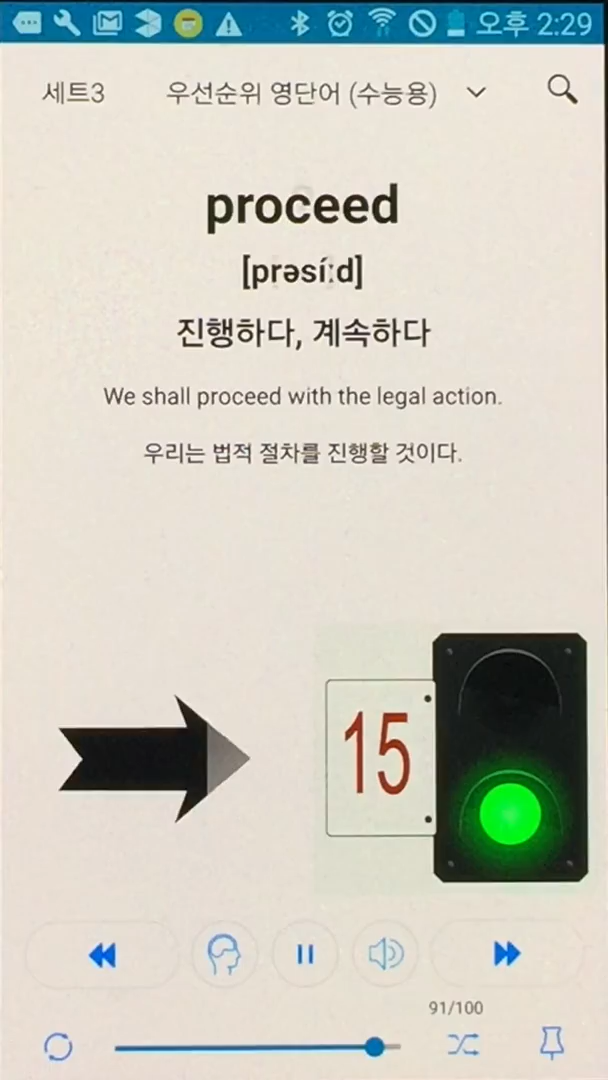 오후 2:29
세트3 우선순위 영단어 (수능용)
proceed
[prəsíːd]
진행하다, 계속하다
We shall proceed with the legal action.
우리는 법적 절차를 진행할 것이다.
15
91/100